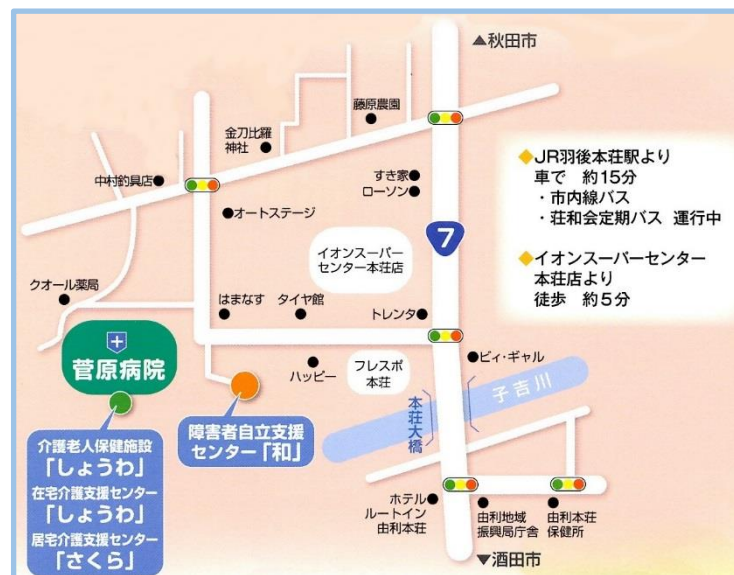 ▲秋田市
藤原農園
金刀比羅
神社
中村釣具店
すき家
ローソン
オートステージ
7
◆JR羽後本荘駅より
車で 約15分
・市内線バス
・荘和会定期バス 運行中
◆イオンスーパーセンター
本荘店より
徒歩 約5分
イオンスーパー
センター本荘店
クオール薬局
はまなす
タイヤ館
トレンタ
菅原病院
ハッピー
フレスポ
本荘
ビィ・ギャル
子吉川
本荘大橋
障害者自立支援
センター「和」
介護老人保健施設
「しょうわ」
在宅介護支援センター
「しょうわ」
居宅介護支援センター
「さくら」
ホテル
ルートイン
由利本荘
由利地域
振興局庁舎
由利本荘
保健所
▼酒田市